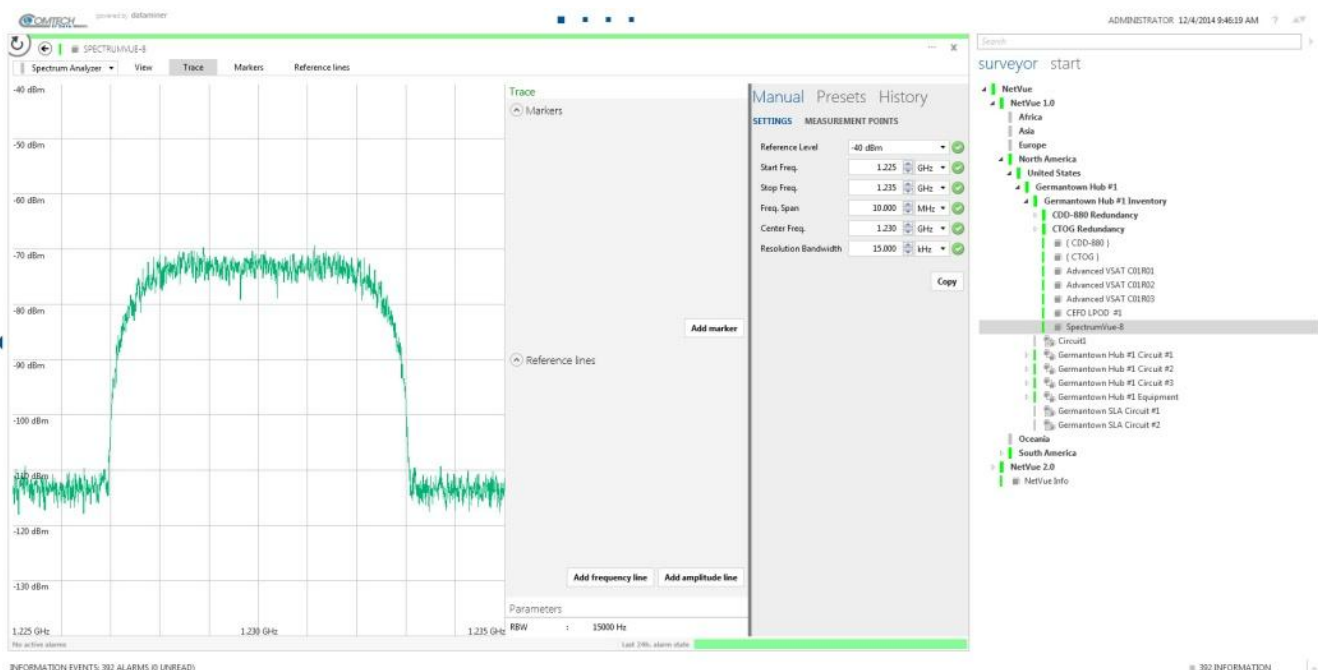 COMTECH
EF DATA
powered by dataminer
ADMINISTRATOR 12/4/2014 9:46:19 AM ?
SPECTRUMVUE-8
Spectrum Analyzer View Trace Markers Reference lines
-40 dBm
-50 dBm
-60 dBm
-70 dBm
-80 dBm
-90 dBm
-100 dBm
-110 dBm
-120 dBm
-130 dBm
1.225 GHz 1.230 GHz 1.235 GHz
No active alarms
Trace
Markers
Add marker
Reference lines
Add frequency line Add amplitude line
Parameters
RBW : 15000 Hz
Last 24h. alarm state
Manual Presets History
SETTINGS MEASUREMENT POINTS
Reference Level -40 dBm
Start Freq. 1.225 GHz
Stop Freq. 1.235 GHz
Freq. Span 10.000 MHz
Center Freq. 1.230 GHz
Resolution Bandwidth 15.000 kHz
Copy
Search
surveyor start
NetVue
NetVue 1.0
Africa
Asia
Europe
North America
United States
Germantown Hub #1
Germantown Hub #1 Inventory
CDD-880 Redundancy
CTOG Redundancy
( CDD-880 )
( CTOG )
Advanced VSAT C01R01
Advanced VSAT C01R02
Advanced VSAT C01R03
CEFD LPOD #1
SpectrumVue-8
Circuit1
Germantown Hub #1 Circuit #1
Germantown Hub #1 Circuit #2
Germantown Hub #1 Circuit #3
Germantown Hub #1 Equipment
Germantown SLA Circuit #1
Germantown SLA Circuit #2
Oceania
South America
NetVue 2.0
NetVue Info
INFORMATION EVENTS: 392 ALARMS (0 UNREAD)
392 INFORMATION